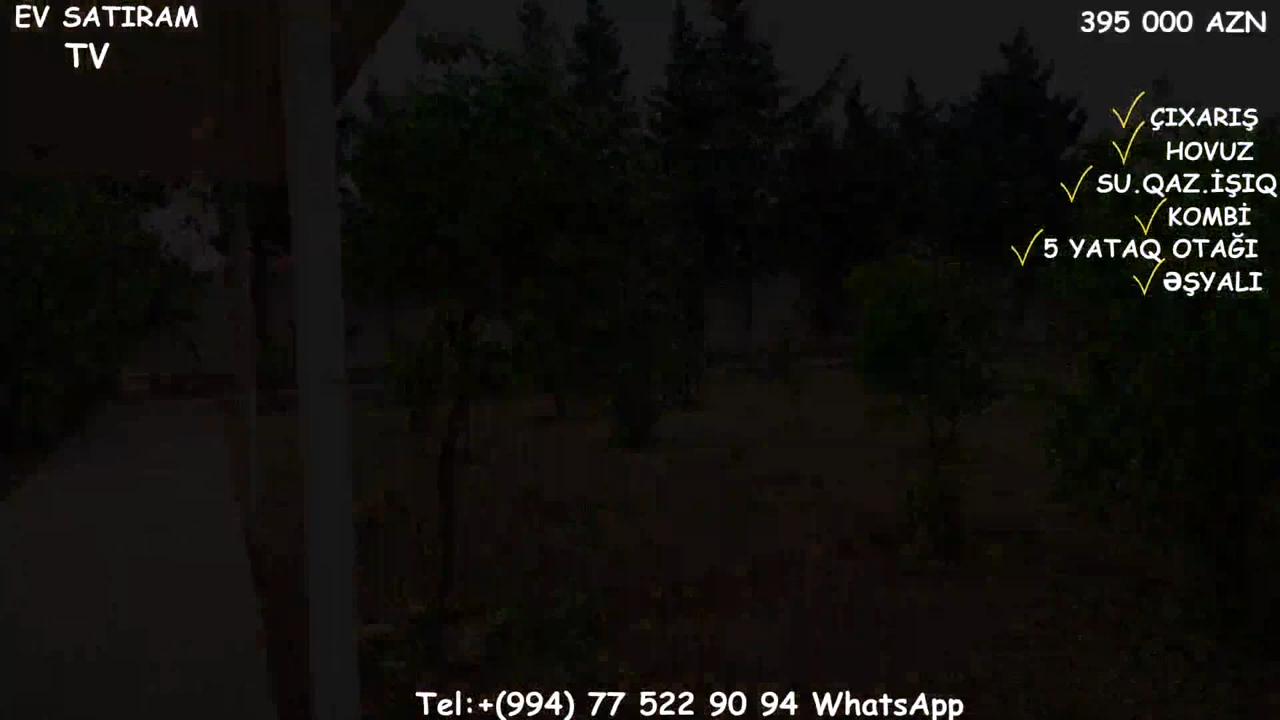 EV SATIRAM
TV
395 000 AZN
ÇIXARIŞ
HOVUZ
SU.QAZ.İŞIQ
KOMBİ
5 YATAQ OTAĞI
ƏŞYALI
Tel:+(994) 77 522 90 94 WhatsApp